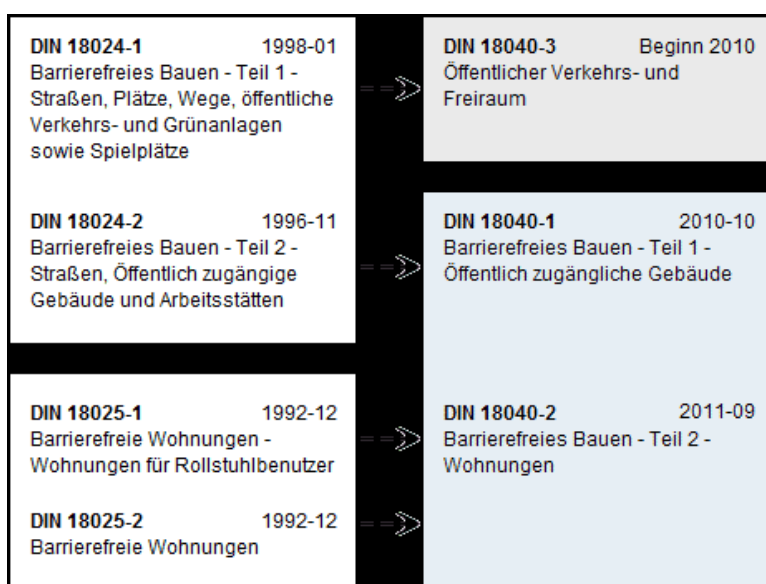 DIN 18024-1 1998-01
Barrierefreies Bauen - Teil 1 -
Straßen, Plätze, Wege, öffentliche
Verkehrs- und Grünanlagen
sowie Spielplätze
==>>
DIN 18040-3 Beginn 2010
Öffentlicher Verkehrs- und
Freiraum
DIN 18024-2 1996-11
Barrierefreies Bauen - Teil 2 -
Straßen, Öffentlich zugängige
Gebäude und Arbeitsstätten
==>>
DIN 18040-1 2010-10
Barrierefreies Bauen - Teil 1 -
Öffentlich zugängliche Gebäude
DIN 18025-1 1992-12
Barrierefreie Wohnungen -
Wohnungen für Rollstuhlbenutzer
==>>
DIN 18040-2 2011-09
Barrierefreies Bauen - Teil 2 -
Wohnungen
DIN 18025-2 1992-12
Barrierefreie Wohnungen
==>>